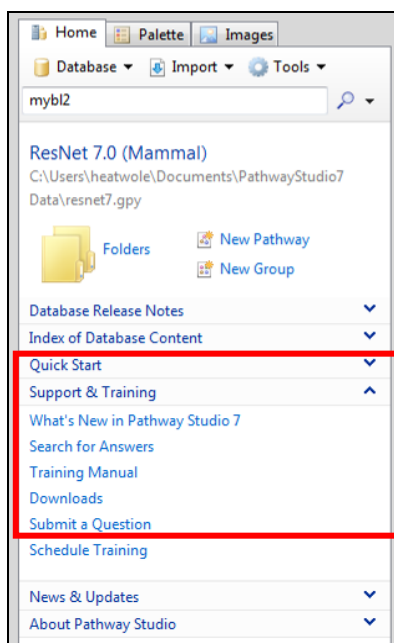 Home Palette Images
Database Import Tools
mybl2
ResNet 7.0 (Mammal)
C:\Users\heatwole\Documents\PathwayStudio7
Data\resnet7.gpy
Folders
New Pathway
New Group
Database Release Notes
Index of Database Content
Quick Start
Support & Training
What's New in Pathway Studio 7
Search for Answers
Training Manual
Downloads
Submit a Question
Schedule Training
News & Updates
About Pathway Studio